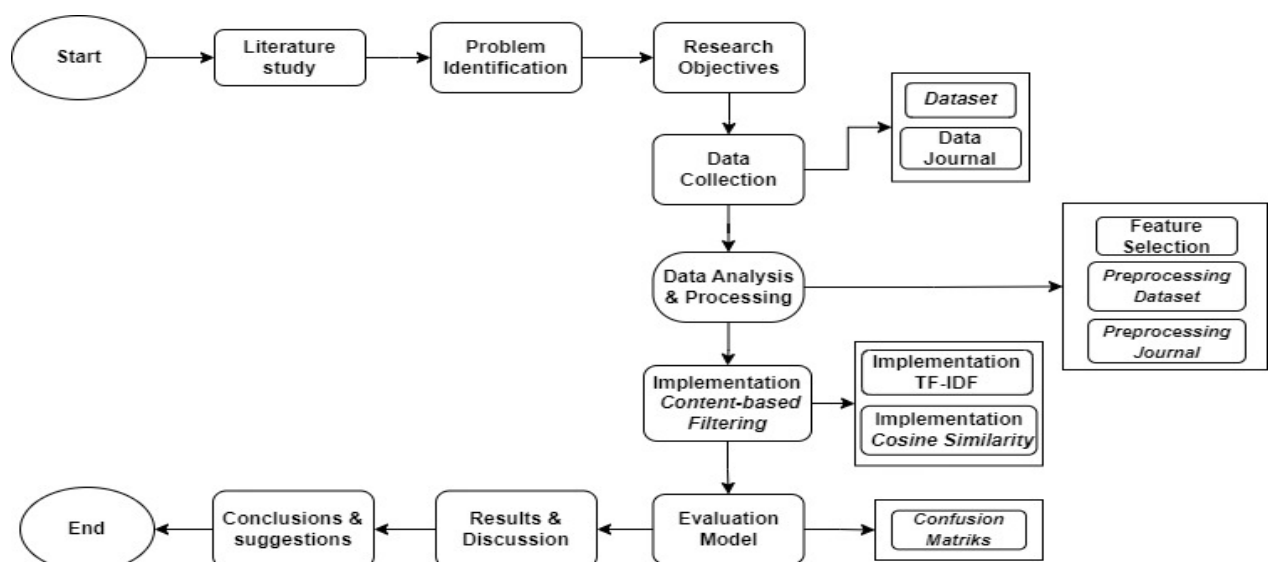 Start
Literature
study
Problem
Identification
Research
Objectives
Data
Collection
Dataset
Data
Journal
Data Analysis
& Processing
Feature
Selection
Preprocessing
Dataset
Preprocessing
Journal
Implementation
Content-based
Filtering
Implementation
TF-IDF
Implementation
Cosine Similarity
Evaluation
Model
Confusion
Matriks
Results &
Discussion
Conclusions &
suggestions
End